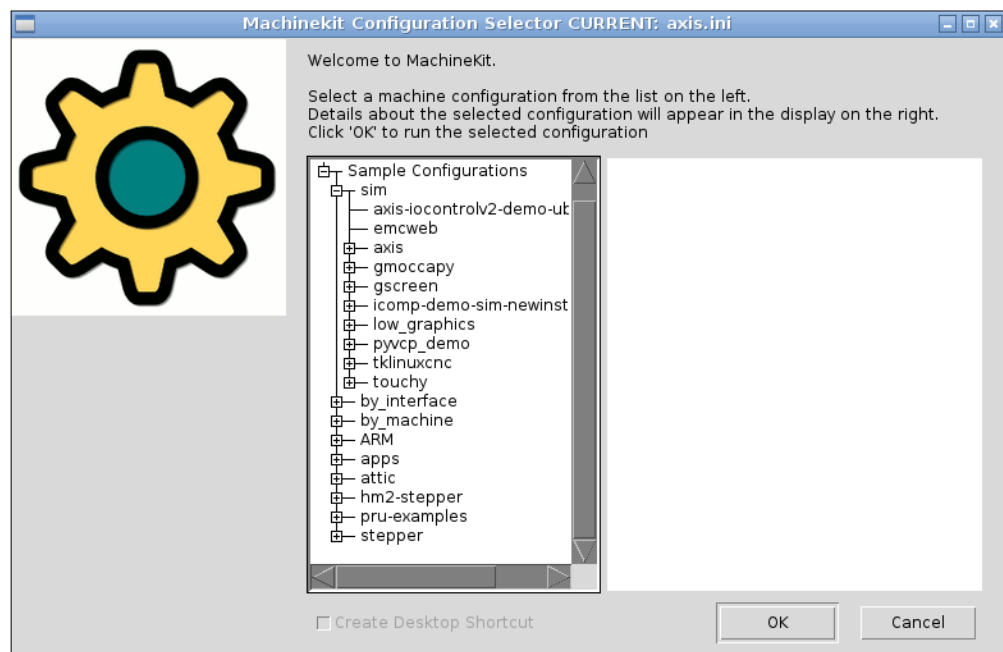 Machinekit Configuration Selector CURRENT: axis.ini
Welcome to MachineKit.
Select a machine configuration from the list on the left.
Details about the selected configuration will appear in the display on the right.
Click 'OK' to run the selected configuration
Sample Configurations
sim
axis-iocontrolv2-demo-ub
emcweb
axis
gmoccapy
gscreen
icomp-demo-sim-newinst
low_graphics
pyvcp_demo
tklinuxcnc
touchy
by_interface
by_machine
ARM
apps
attic
hm2-stepper
pru-examples
stepper
Create Desktop Shortcut
OK
Cancel